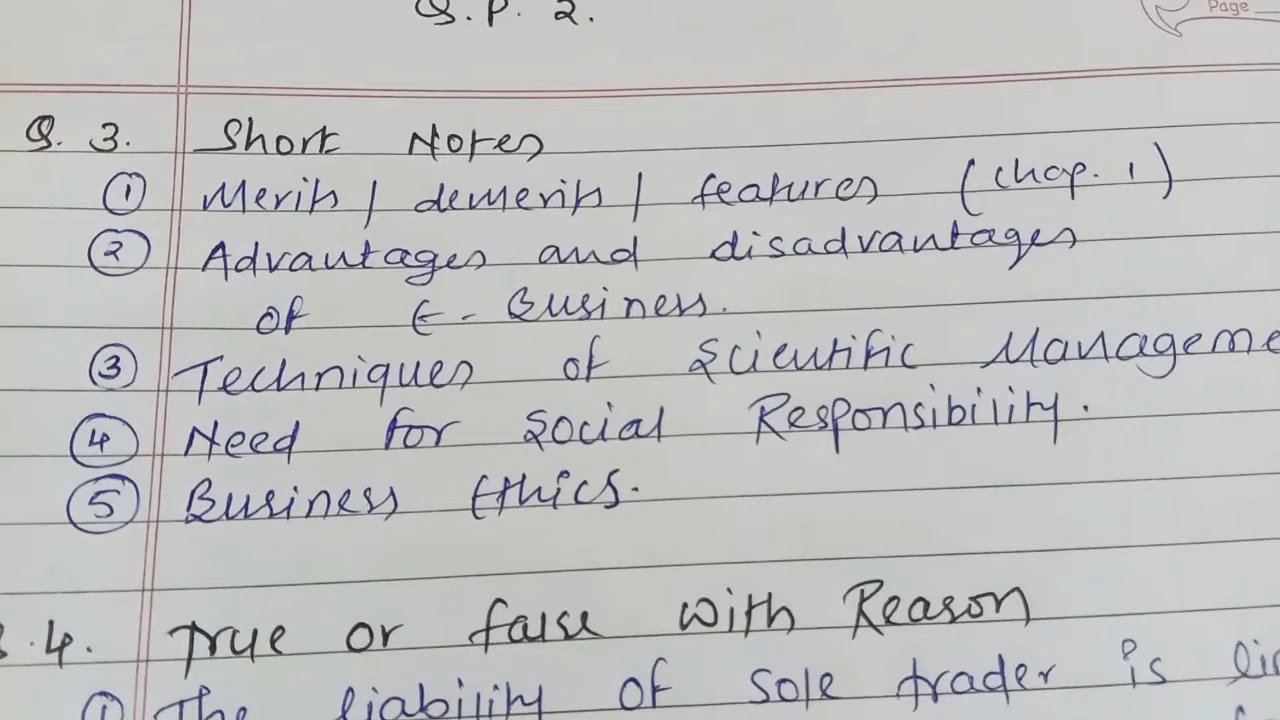 Q.P. 2.
Page
Q. 3. Short Notes
① Merits / demerits / features (Chap. 1)
② Advantages and disadvantages
of E-Business.
③ Techniques of Scientific Manageme
④ Need for Social Responsibility.
⑤ Business Ethics.
.4. True or false with Reason
① The liability of sole trader is